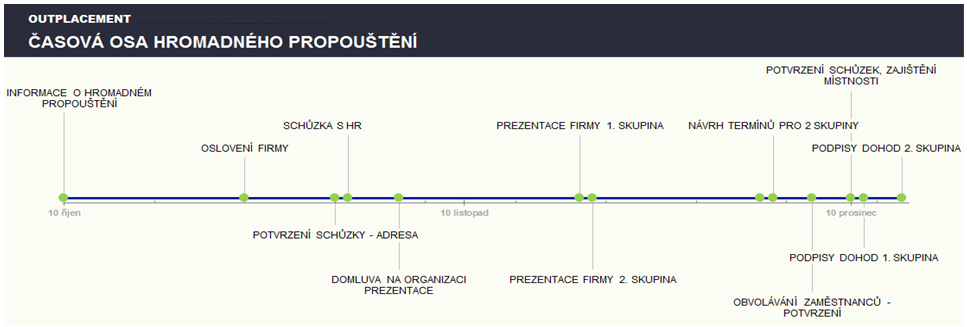 OUTPLACEMENT
ČASOVÁ OSA HROMADNÉHO PROPOUŠTĚNÍ
POTVRZENÍ SCHŮZEK, ZAJIŠTĚNÍ
MÍSTNOSTI
INFORMACE O HROMADNÉM
PROPOUŠTĚNÍ
SCHŮZKA S HR
PREZENTACE FIRMY 1. SKUPINA
NÁVRH TERMÍNŮ PRO 2 SKUPINY
OSLOVENÍ FIRMY
PODPISY DOHOD 2. SKUPINA
10 říjen
10 listopad
10 prosinec
POTVRZENÍ SCHŮZKY - ADRESA
PODPISY DOHOD 1. SKUPINA
DOMLUVA NA ORGANIZACI
PREZENTACE
PREZENTACE FIRMY 2. SKUPINA
OBVOLÁVÁNÍ ZAMĚSTNANCŮ -
POTVRZENÍ